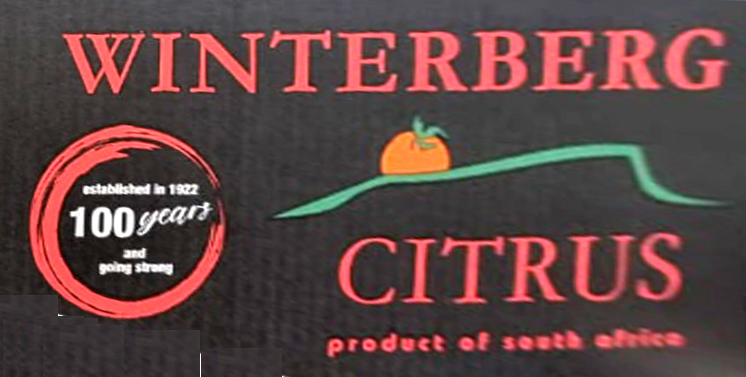 WINTERBERG
established in 1922
100 years
and
going strong
CITRUS
product of south africa